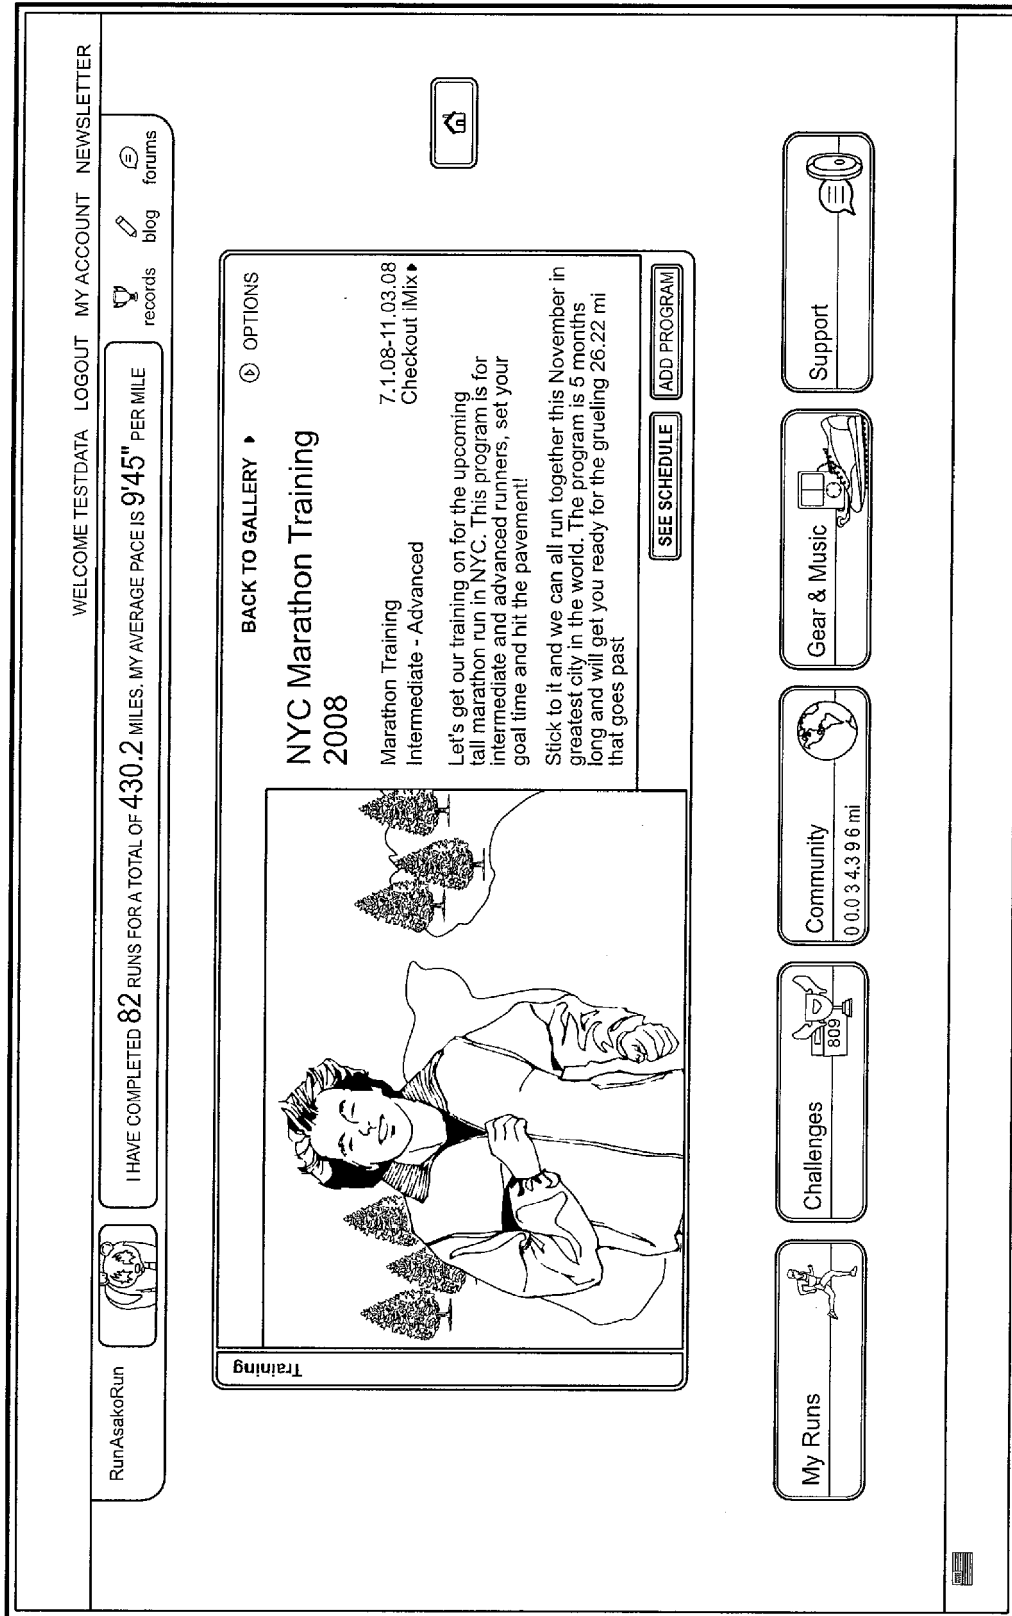 WELCOME TESTDATA LOGOUT MY ACCOUNT NEWSLETTER
RunAsakoRun
I HAVE COMPLETED 82 RUNS FOR A TOTAL OF 430.2 MILES. MY AVERAGE PACE IS 9'45" PER MILE
records blog forums
Training
BACK TO GALLERY
OPTIONS
NYC Marathon Training
2008
Marathon Training
Intermediate - Advanced
7.1.08-11.03.08
Checkout iMix
Let's get our training on for the upcoming
tall marathon run in NYC. This program is for
intermediate and advanced runners, set your
goal time and hit the pavement!
Stick to it and we can all run together this November in
greatest city in the world. The program is 5 months
long and will get you ready for the grueling 26.22 mi
that goes past
SEE SCHEDULE
ADD PROGRAM
My Runs
Challenges
809
Community
0 0.0 3 4.3 9 6 mi
Gear & Music
Support